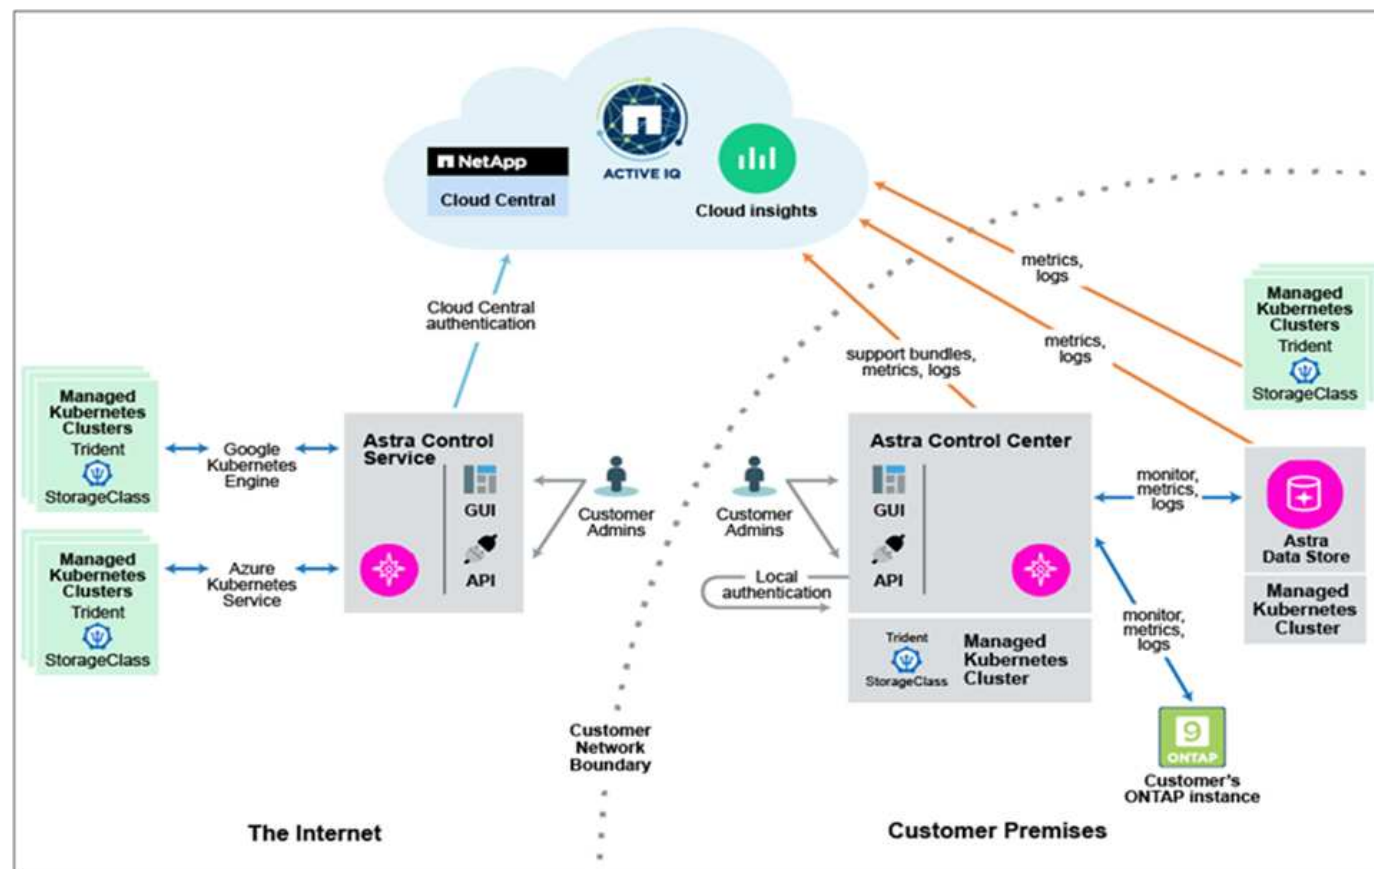 NetApp
Cloud Central
ACTIVE IQ
Cloud insights
Cloud Central
authentication
metrics,
logs
metrics,
logs
support bundles,
metrics, logs
Managed
Kubernetes
Clusters
Trident
StorageClass
Managed
Kubernetes
Clusters
Trident
StorageClass
Google
Kubernetes
Engine
Managed
Kubernetes
Clusters
Trident
StorageClass
Azure
Kubernetes
Service
Astra Control
Service
GUI
API
Customer
Admins
Customer
Admins
Astra Control Center
GUI
API
Local
authentication
Trident
StorageClass
Managed
Kubernetes
Cluster
monitor,
metrics,
logs
Astra
Data Store
Managed
Kubernetes
Cluster
monitor,
metrics,
logs
9
ONTAP
Customer's
ONTAP instance
Customer
Network
Boundary
The Internet
Customer Premises